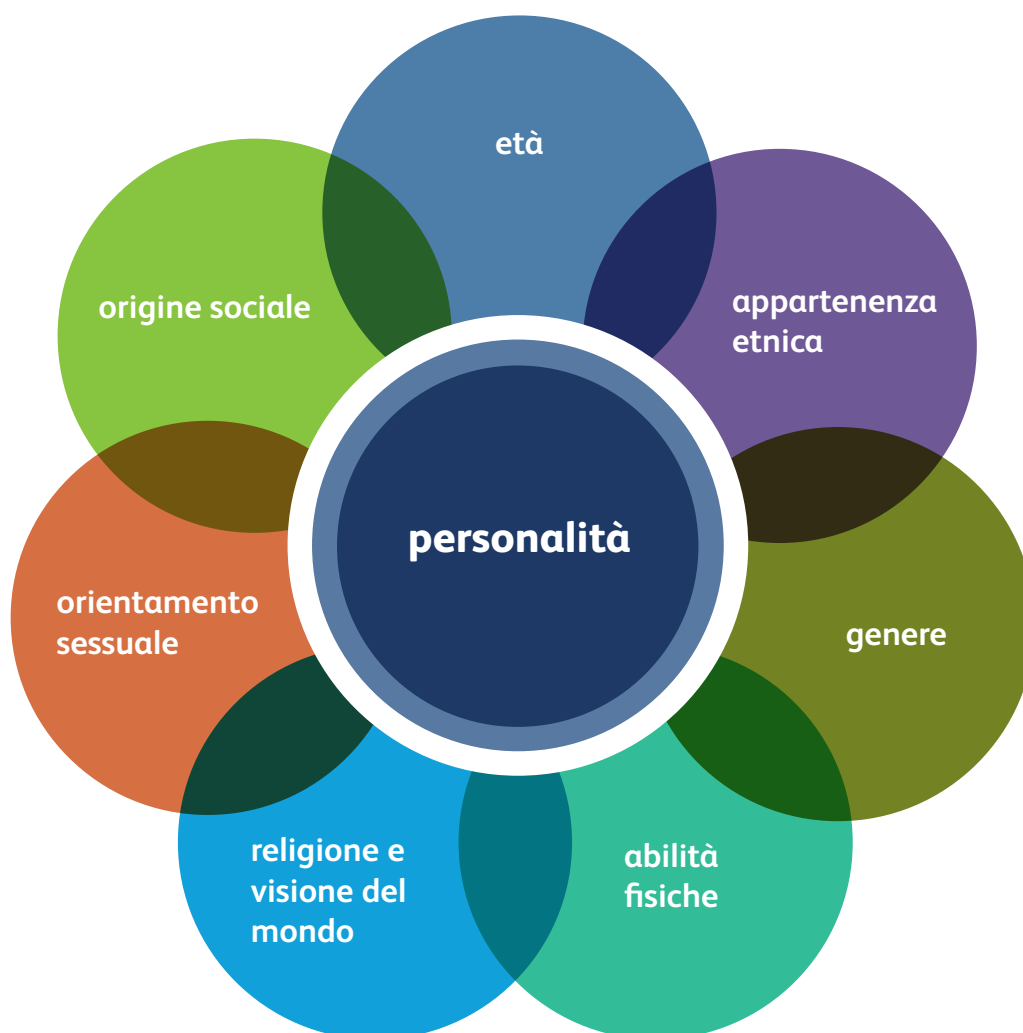 età
appartenenza
etnica
genere
abilità
fisiche
religione e
visione del
mondo
orientamento
sessuale
origine sociale
personalità